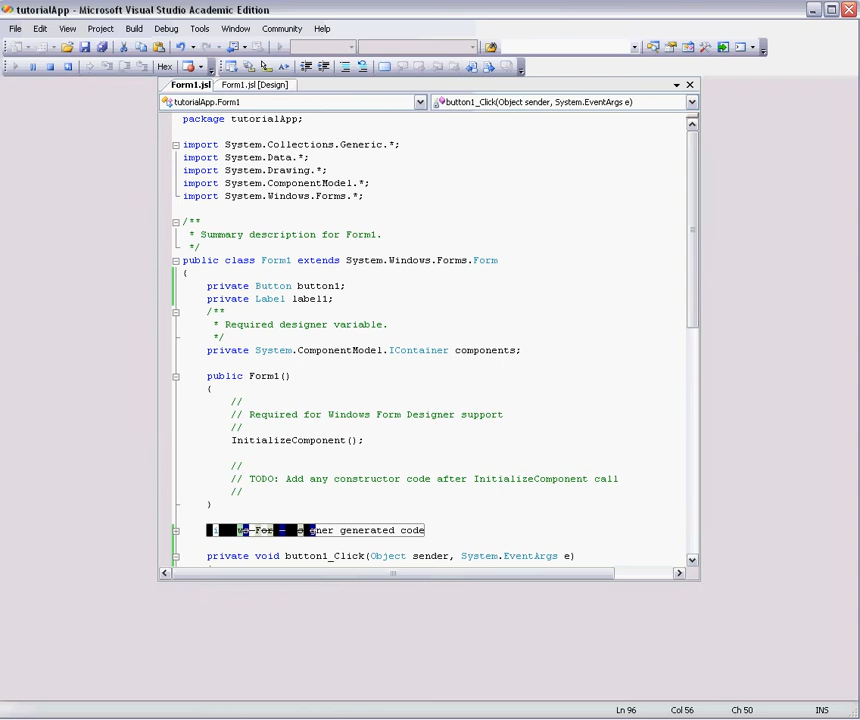 tutorialApp - Microsoft Visual Studio Academic Edition
File Edit View Project Build Debug Tools Window Community Help
Hex
Form1.jsl Form1.jsl [Design]
tutorialApp.Form1 button1_Click(Object sender, System.EventArgs e)
package tutorialApp;
import System.Collections.Generic.*;
import System.Data.*;
import System.Drawing.*;
import System.ComponentModel.*;
import System.Windows.Forms.*;
/**
* Summary description for Form1.
*/
public class Form1 extends System.Windows.Forms.Form
{
private Button button1;
private Label label1;
/**
* Required designer variable.
*/
private System.ComponentModel.IContainer components;
public Form1()
{
//
// Required for Windows Form Designer support
//
InitializeComponent();
//
// TODO: Add any constructor code after InitializeComponent call
//
}
generated code
private void button1_Click(Object sender, System.EventArgs e)
Ln 96 Col 56 Ch 50 INS